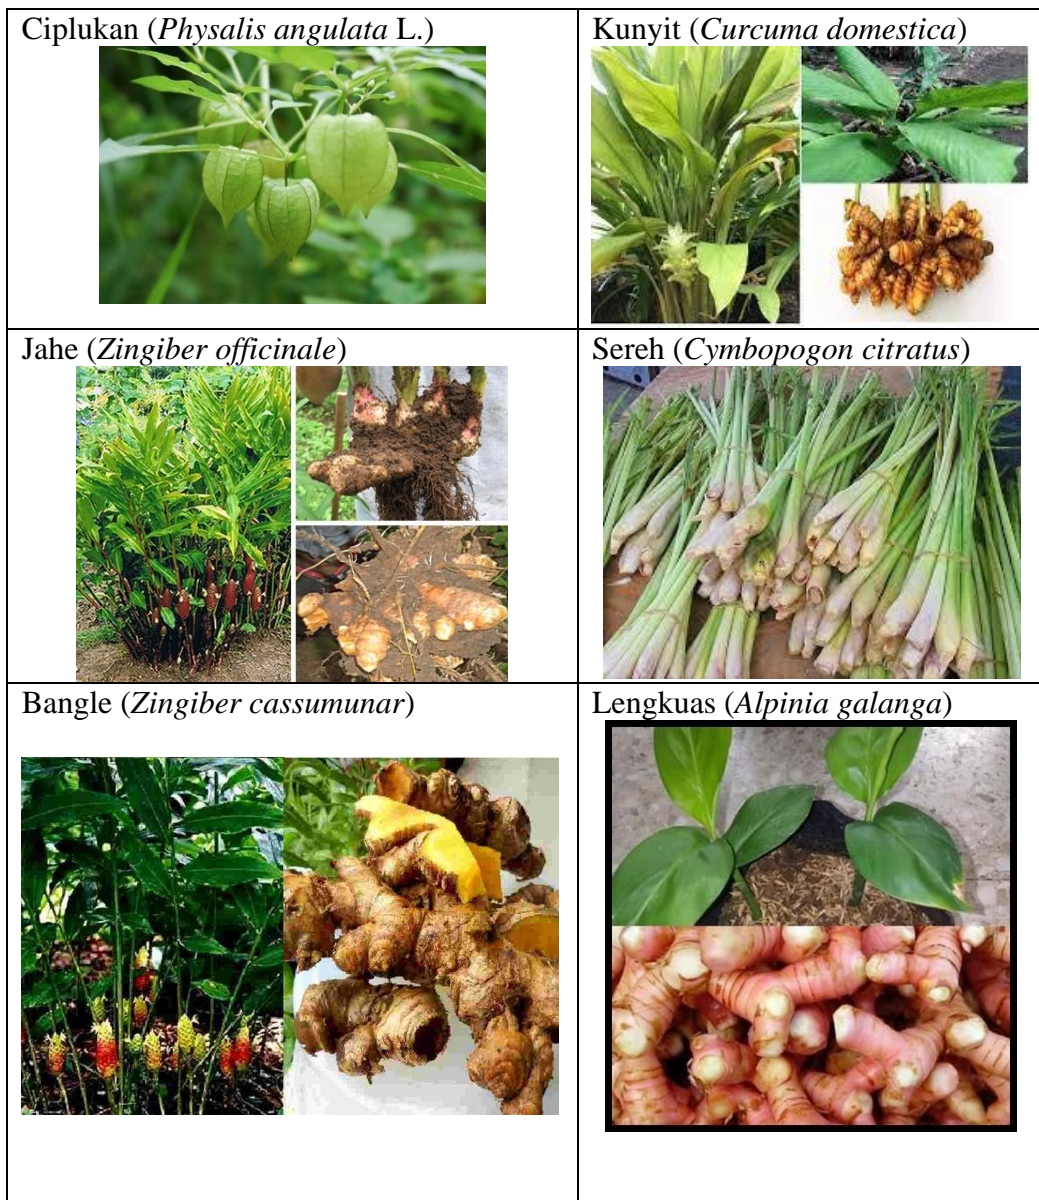 Ciplukan (Physalis angulata L.)
Kunyit (Curcuma domestica)
Jahe (Zingiber officinale)
Sereh (Cymbopogon citratus)
Bangle (Zingiber cassumunar)
Lengkuas (Alpinia galanga)